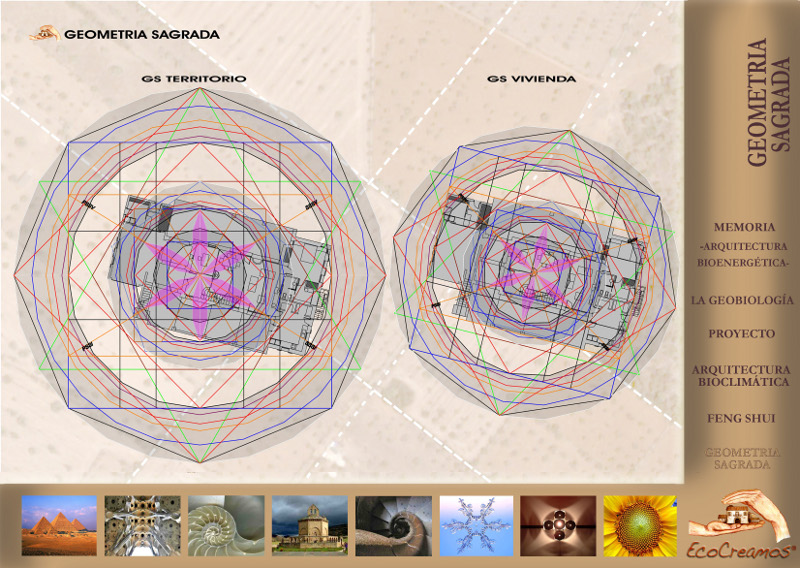 GEOMETRIA SAGRADA
GS TERRITORIO
GS VIVIENDA
GEOMETRIA
SAGRADA
MEMORIA
-ARQUITECTURA
BIOENERGÉTICA-
LA GEOBIOLOGÍA
PROYECTO
ARQUITECTURA
BIOCLIMÁTICA
FENG SHUI
GEOMETRIA
SAGRADA
EcoCreamos®